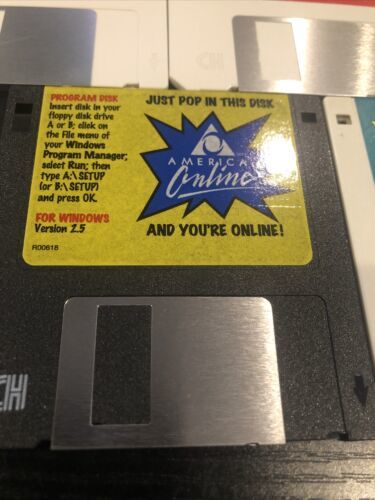 PROGRAM DISK
Insert disk in your
floppy disk drive
A or B; click on
the File menu of
your Windows
Program Manager;
select Run; then
type A:\SETUP
(or B:\SETUP)
and press OK.
FOR WINDOWS
Version 2.5
R00618
JUST POP IN THIS DISK
AMERICA
Online
AND YOU'RE ONLINE!